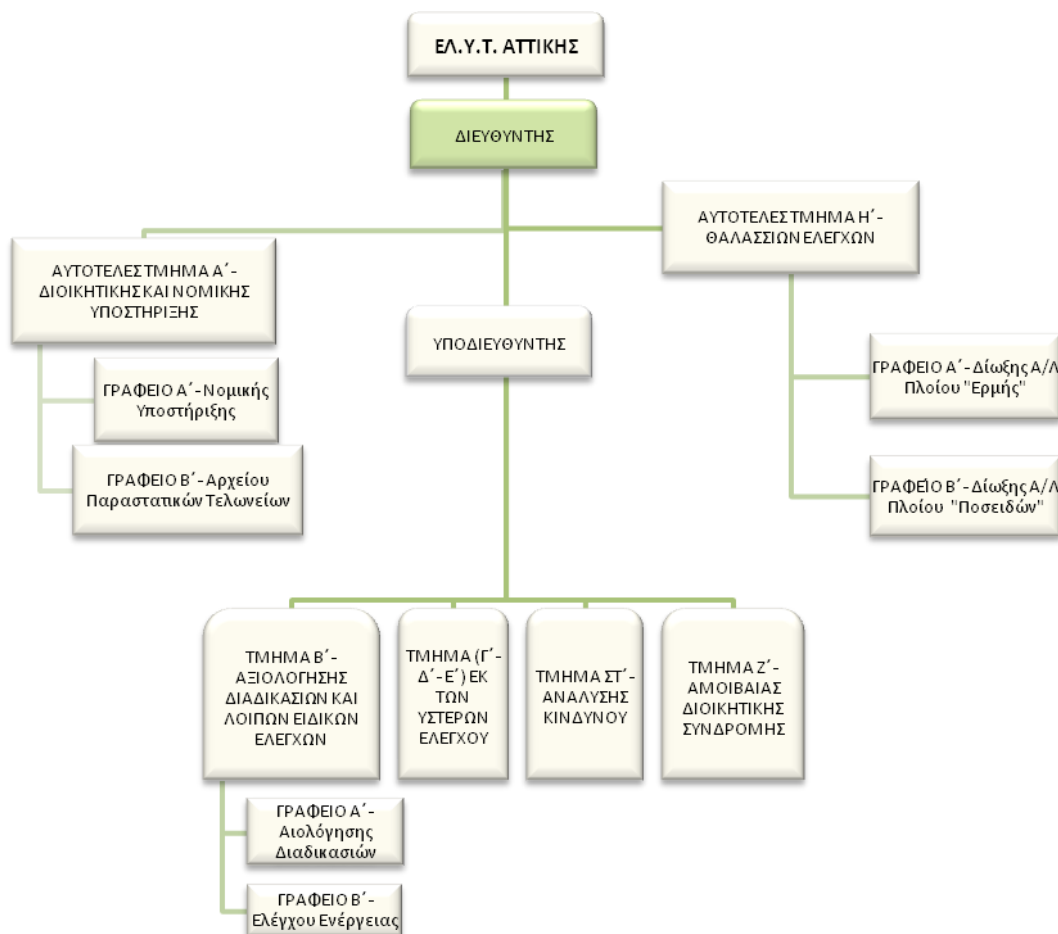 ΕΛ.Υ.Τ. ΑΤΤΙΚΗΣ
ΔΙΕΥΘΥΝΤΗΣ
ΑΥΤΟΤΕΛΕΣ ΤΜΗΜΑ Α΄-
ΔΙΟΙΚΗΤΙΚΗΣ ΚΑΙ ΝΟΜΙΚΗΣ
ΥΠΟΣΤΗΡΙΞΗΣ
ΓΡΑΦΕΙΟ Α΄- Νομικής
Υποστήριξης
ΓΡΑΦΕΙΟ Β΄- Αρχείου
Παραστατικών Τελωνείων
ΥΠΟΔΙΕΥΘΥΝΤΗΣ
ΑΥΤΟΤΕΛΕΣ ΤΜΗΜΑ Η΄-
ΘΑΛΑΣΣΙΩΝ ΕΛΕΓΧΩΝ
ΓΡΑΦΕΙΟ Α΄- Δίωξης Α/Λ
Πλοίου "Ερμής"
ΓΡΑΦΕΊΟ Β΄- Δίωξης Α/Λ
Πλοίου "Ποσειδών"
ΤΜΗΜΑ Β΄-
ΑΞΙΟΛΟΓΗΣΗΣ
ΔΙΑΔΙΚΑΣΙΩΝ ΚΑΙ
ΛΟΙΠΩΝ ΕΙΔΙΚΩΝ
ΕΛΕΓΧΩΝ
ΓΡΑΦΕΙΟ Α΄-
Αιολόγησης
Διαδικασιών
ΓΡΑΦΕΙΟ Β΄-
Ελέγχου Ενέργειας
ΤΜΗΜΑ (Γ΄-
Δ΄- Ε΄) ΕΚ
ΤΩΝ
ΥΣΤΕΡΩΝ
ΕΛΕΓΧΟΥ
ΤΜΗΜΑ ΣΤ΄-
ΑΝΑΛΥΣΗΣ
ΚΙΝΔΥΝΟΥ
ΤΜΗΜΑ Ζ΄-
ΑΜΟΙΒΑΙΑΣ
ΔΙΟΙΚΗΤΙΚΗΣ
ΣΥΝΔΡΟΜΗΣ